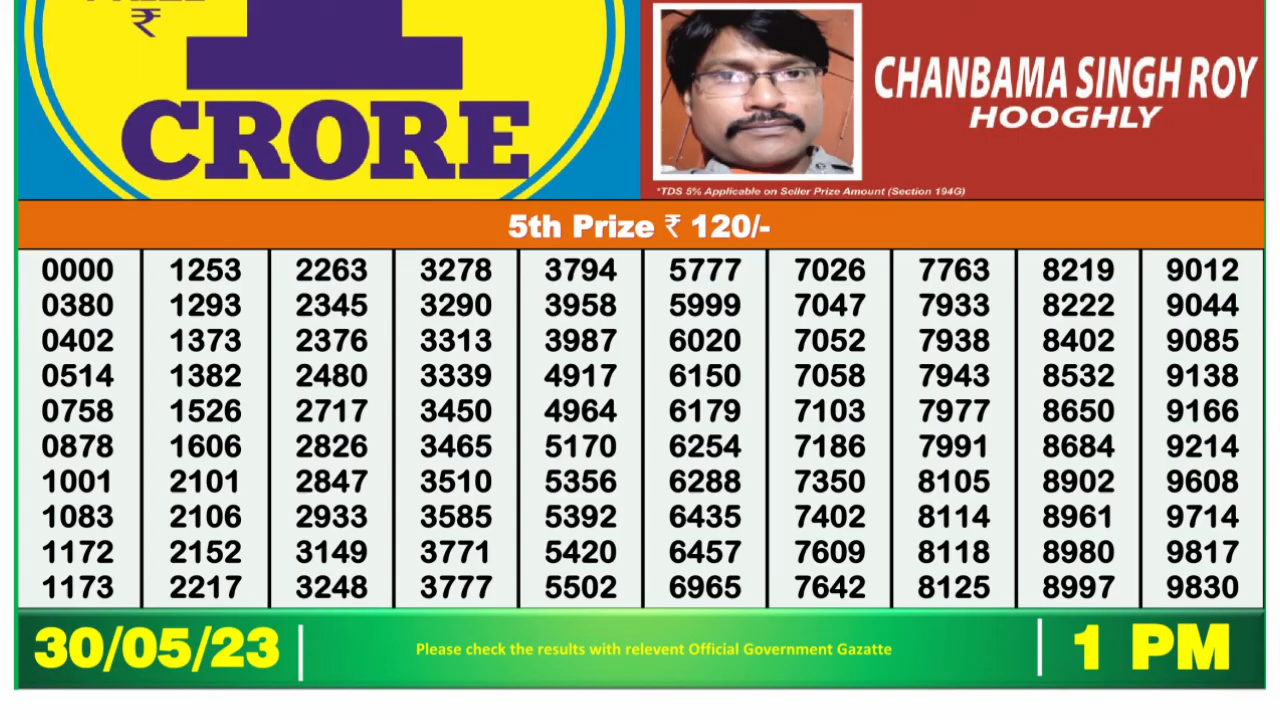 ₹
1
CRORE
CHANBAMA SINGH ROY
HOOGHLY
*TDS 5% Applicable on Seller Prize Amount (Section 194G)
5th Prize ₹ 120/-
0000 1253 2263 3278 3794 5777 7026 7763 8219 9012
0380 1293 2345 3290 3958 5999 7047 7933 8222 9044
0402 1373 2376 3313 3987 6020 7052 7938 8402 9085
0514 1382 2480 3339 4917 6150 7058 7943 8532 9138
0758 1526 2717 3450 4964 6179 7103 7977 8650 9166
0878 1606 2826 3465 5170 6254 7186 7991 8684 9214
1001 2101 2847 3510 5356 6288 7350 8105 8902 9608
1083 2106 2933 3585 5392 6435 7402 8114 8961 9714
1172 2152 3149 3771 5420 6457 7609 8118 8980 9817
1173 2217 3248 3777 5502 6965 7642 8125 8997 9830
30/05/23 Please check the results with relevent Official Government Gazatte 1 PM